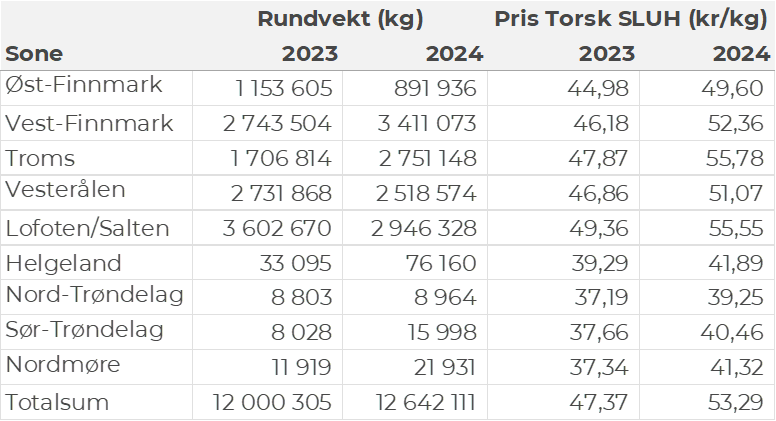 Rundvekt (kg) Pris Torsk SLUH (kr/kg)
Sone 2023 2024 2023 2024
Øst-Finnmark 1 153 605 891 936 44,98 49,60
Vest-Finnmark 2 743 504 3 411 073 46,18 52,36
Troms 1 706 814 2 751 148 47,87 55,78
Vesterålen 2 731 868 2 518 574 46,86 51,07
Lofoten/Salten 3 602 670 2 946 328 49,36 55,55
Helgeland 33 095 76 160 39,29 41,89
Nord-Trøndelag 8 803 8 964 37,19 39,25
Sør-Trøndelag 8 028 15 998 37,66 40,46
Nordmøre 11 919 21 931 37,34 41,32
Totalsum 12 000 305 12 642 111 47,37 53,29